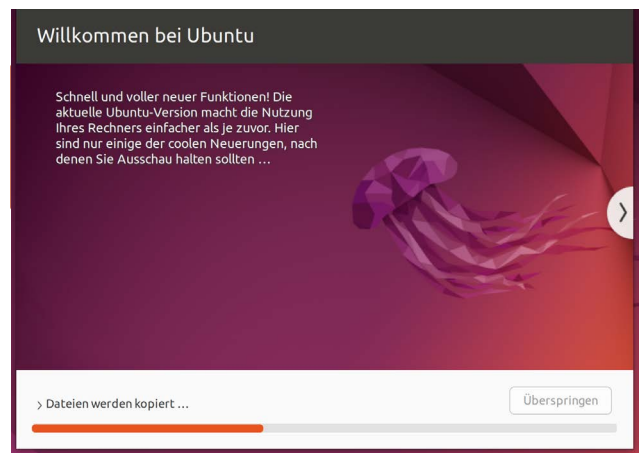 Willkommen bei Ubuntu
Schnell und voller neuer Funktionen! Die
aktuelle Ubuntu-Version macht die Nutzung
Ihres Rechners einfacher als je zuvor. Hier
sind nur einige der coolen Neuerungen, nach
denen Sie Ausschau halten sollten …
Dateien werden kopiert …
Überspringen